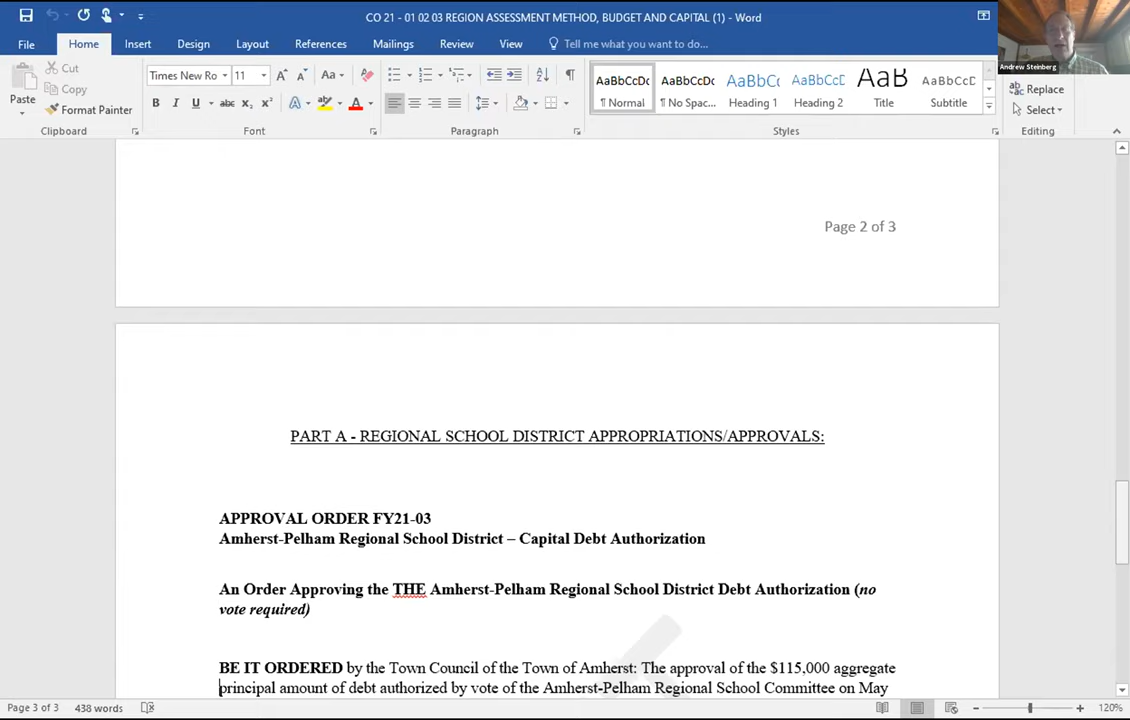 CO 21 - 01 02 03 REGION ASSESSMENT METHOD, BUDGET AND CAPITAL (1) - Word
Andrew Steinberg
File Home Insert Design Layout References Mailings Review View Tell me what you want to do...
Paste
Cut
Copy
Format Painter
Clipboard
Times New Ro 11 Aa
B I U abc x₂ x² A A
Font
Paragraph
AaBbCcDc AaBbCcDc AaBbC AaBbCcD AaB AaBbCcD
¶ Normal ¶ No Spac... Heading 1 Heading 2 Title Subtitle
Styles
Replace
Select
Editing
Page 2 of 3
PART A - REGIONAL SCHOOL DISTRICT APPROPRIATIONS/APPROVALS:
APPROVAL ORDER FY21-03
Amherst-Pelham Regional School District – Capital Debt Authorization
An Order Approving the THE Amherst-Pelham Regional School District Debt Authorization (no
vote required)
BE IT ORDERED by the Town Council of the Town of Amherst: The approval of the $115,000 aggregate
principal amount of debt authorized by vote of the Amherst-Pelham Regional School Committee on May
Page 3 of 3 438 words 120%